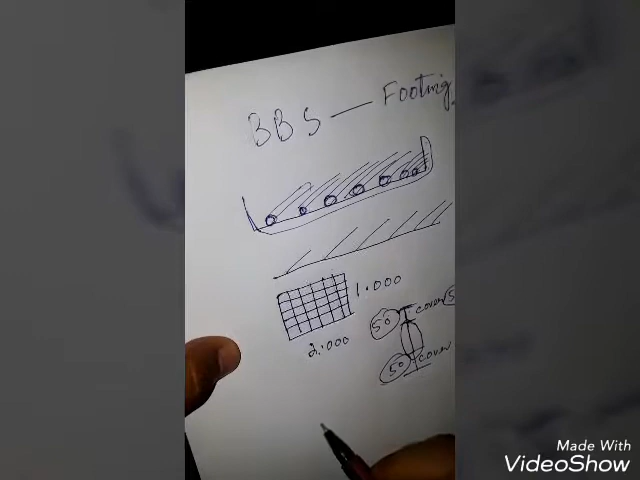 BBS — Footing
1.000
2.000
50 cover
50 cover
Made With
VideoShow